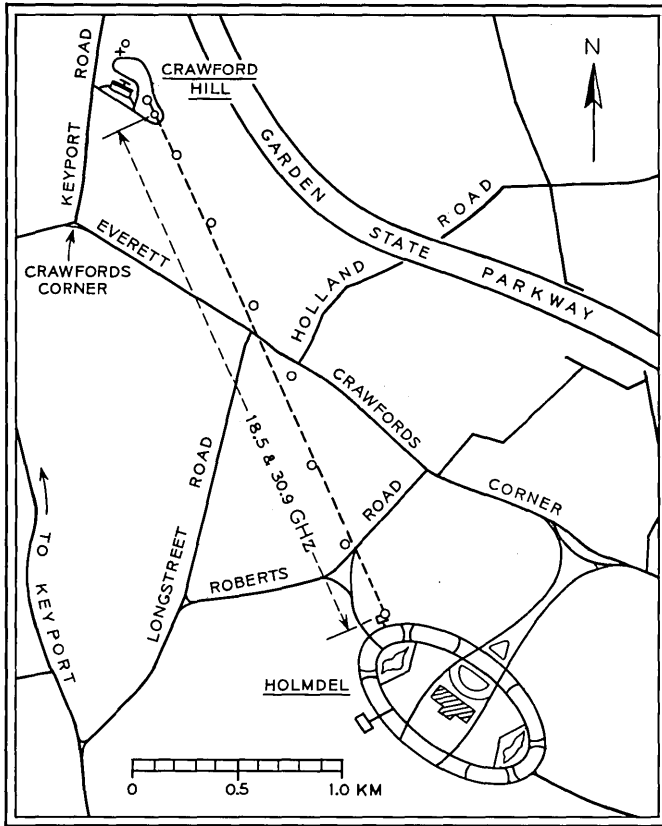 KEYPORT ROAD
CRAWFORD
HILL
N
GARDEN STATE PARKWAY
HOLLAND ROAD
EVERETT
CRAWFORDS
CORNER
CRAWFORDS
CORNER
18.5 & 30.9 GHz
LONGSTREET ROAD
ROBERTS ROAD
TO KEYPORT
HOLMDEL
0 0.5 1.0 KM